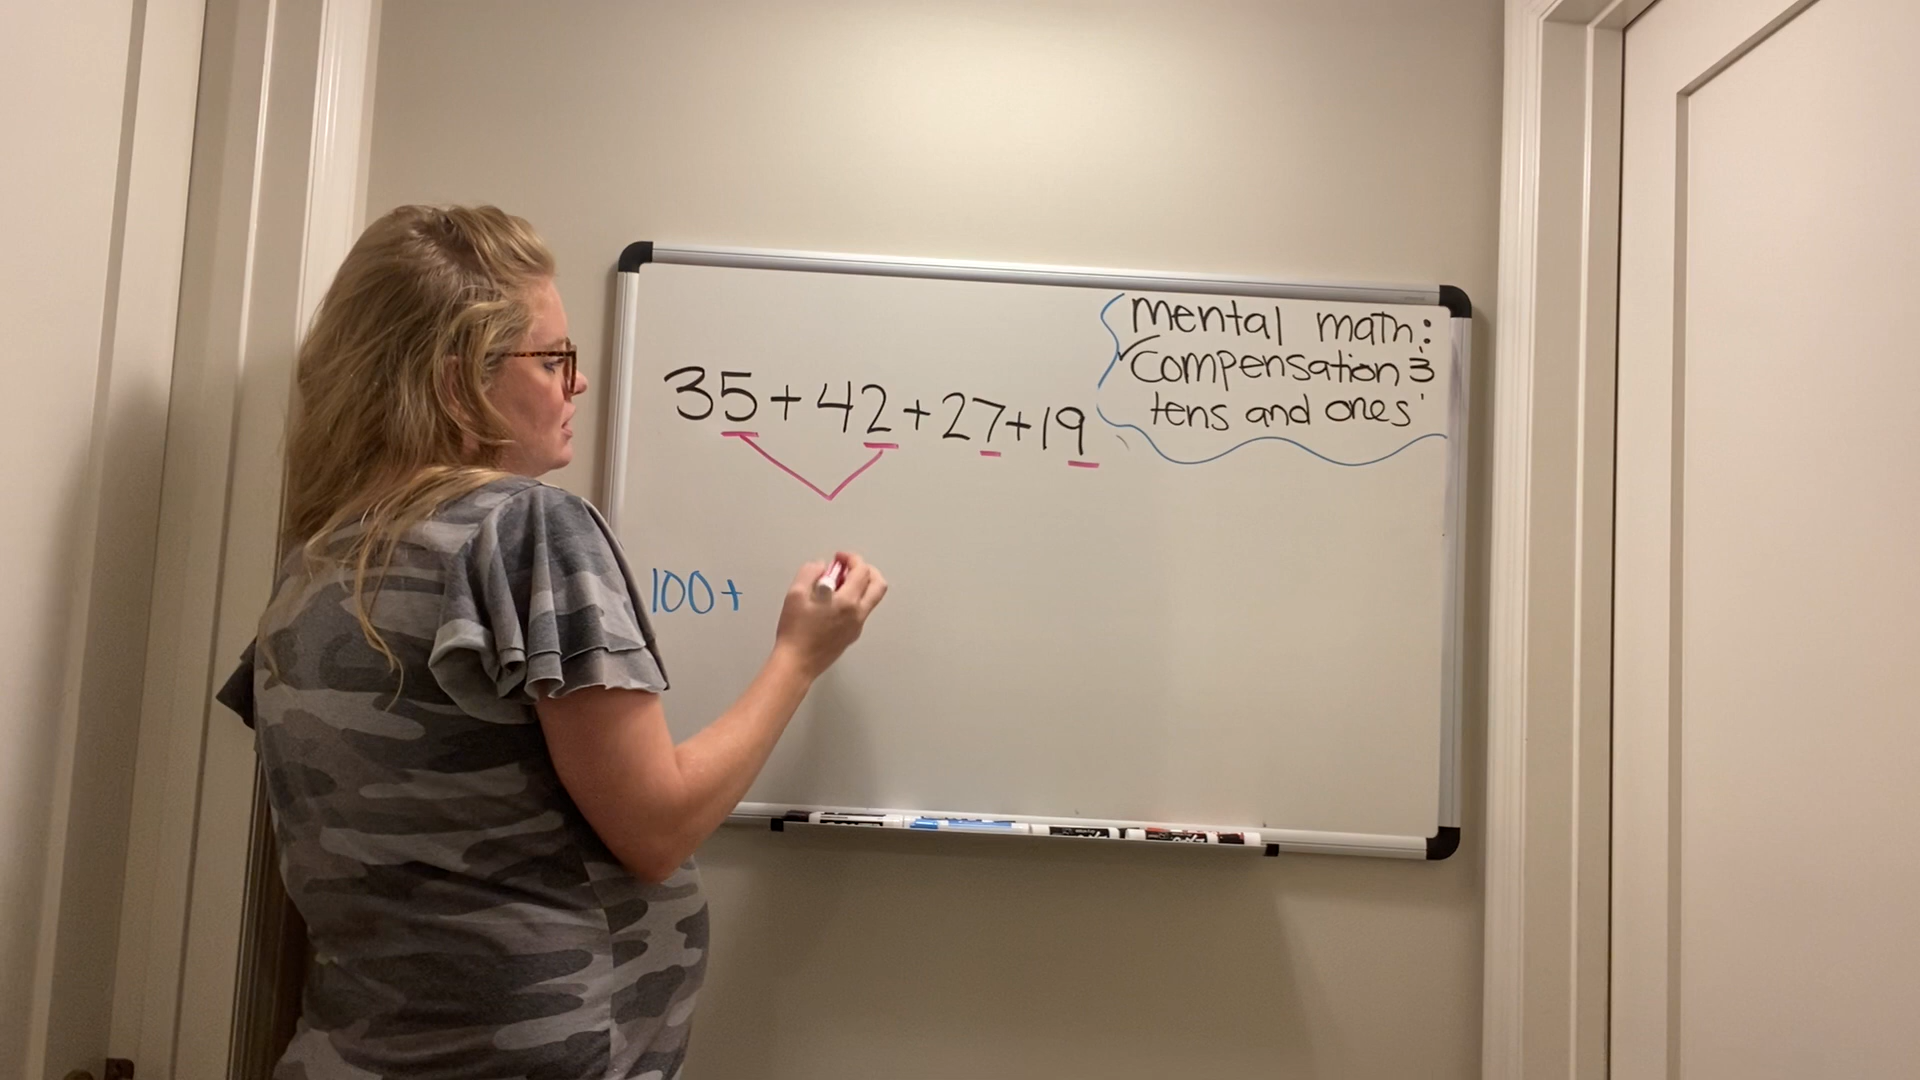 Mental math:
✓Compensation &
tens and ones
35+42+27+19
100+